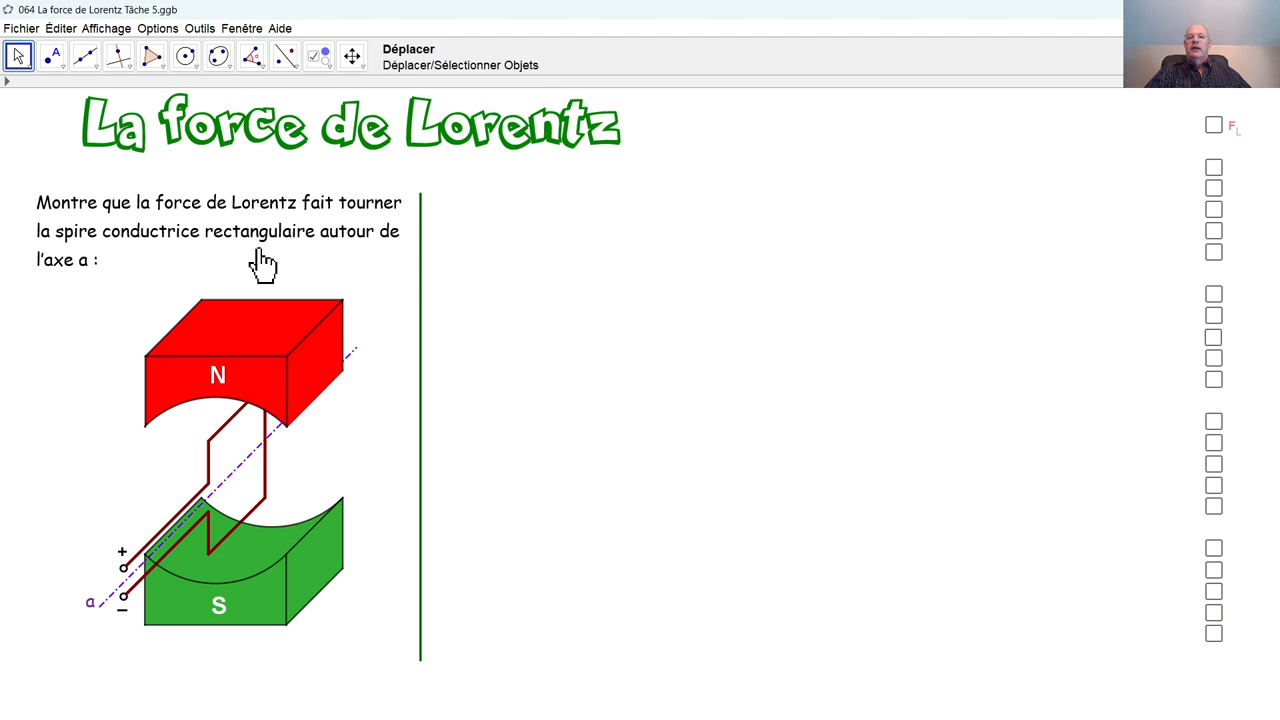 064 La force de Lorentz Tâche 5.ggb
Fichier Éditer Affichage Options Outils Fenêtre Aide
A
Déplacer
Déplacer/Sélectionner Objets
La force de Lorentz
F L
Montre que la force de Lorentz fait tourner
la spire conductrice rectangulaire autour de
l'axe a :
N
+
a
−
S